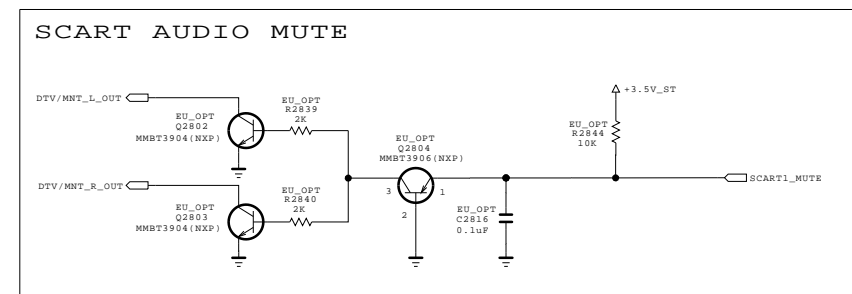 SCART AUDIO MUTE
DTV/MNT_L_OUT
EU_OPT
Q2802
MMBT3904(NXP)
EU_OPT
R2839
2K
DTV/MNT_R_OUT
EU_OPT
Q2803
MMBT3904(NXP)
EU_OPT
R2840
2K
EU_OPT
Q2804
MMBT3906(NXP)
3
1
2
EU_OPT
C2816
0.1uF
+3.5V_ST
EU_OPT
R2844
10K
SCART1_MUTE